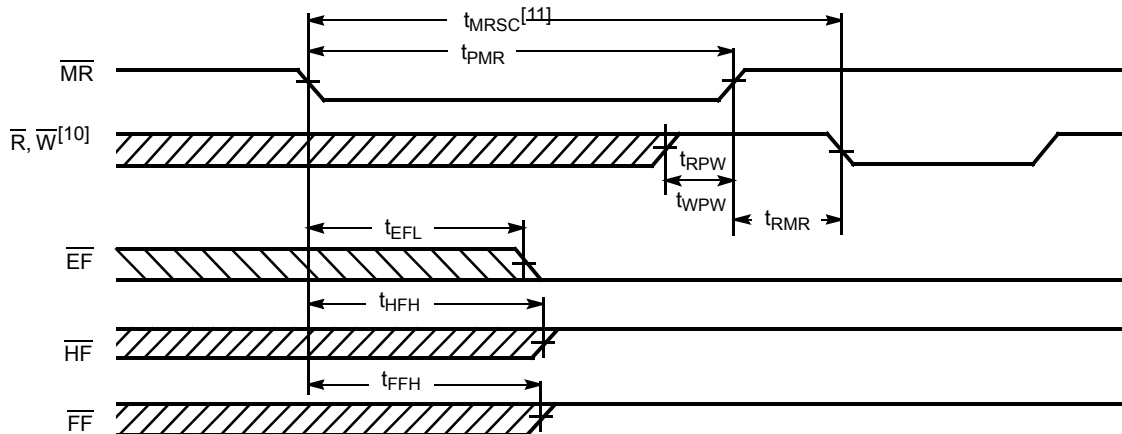 tMRSC[11]
tPMR
MR
R, W[10]
tRPW
tWPW
tRMR
tEFL
EF
tHFH
HF
tFFH
FF